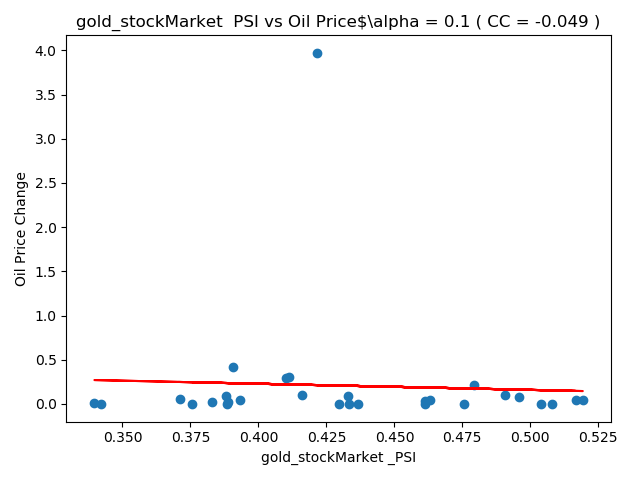 gold_stockMarket  PSI vs Oil Price$\alpha = 0.1 ( CC = -0.049 )
4.0
3.5
3.0
2.5
2.0
1.5
1.0
0.5
0.0
Oil Price Change
0.350 0.375 0.400 0.425 0.450 0.475 0.500 0.525
gold_stockMarket _PSI